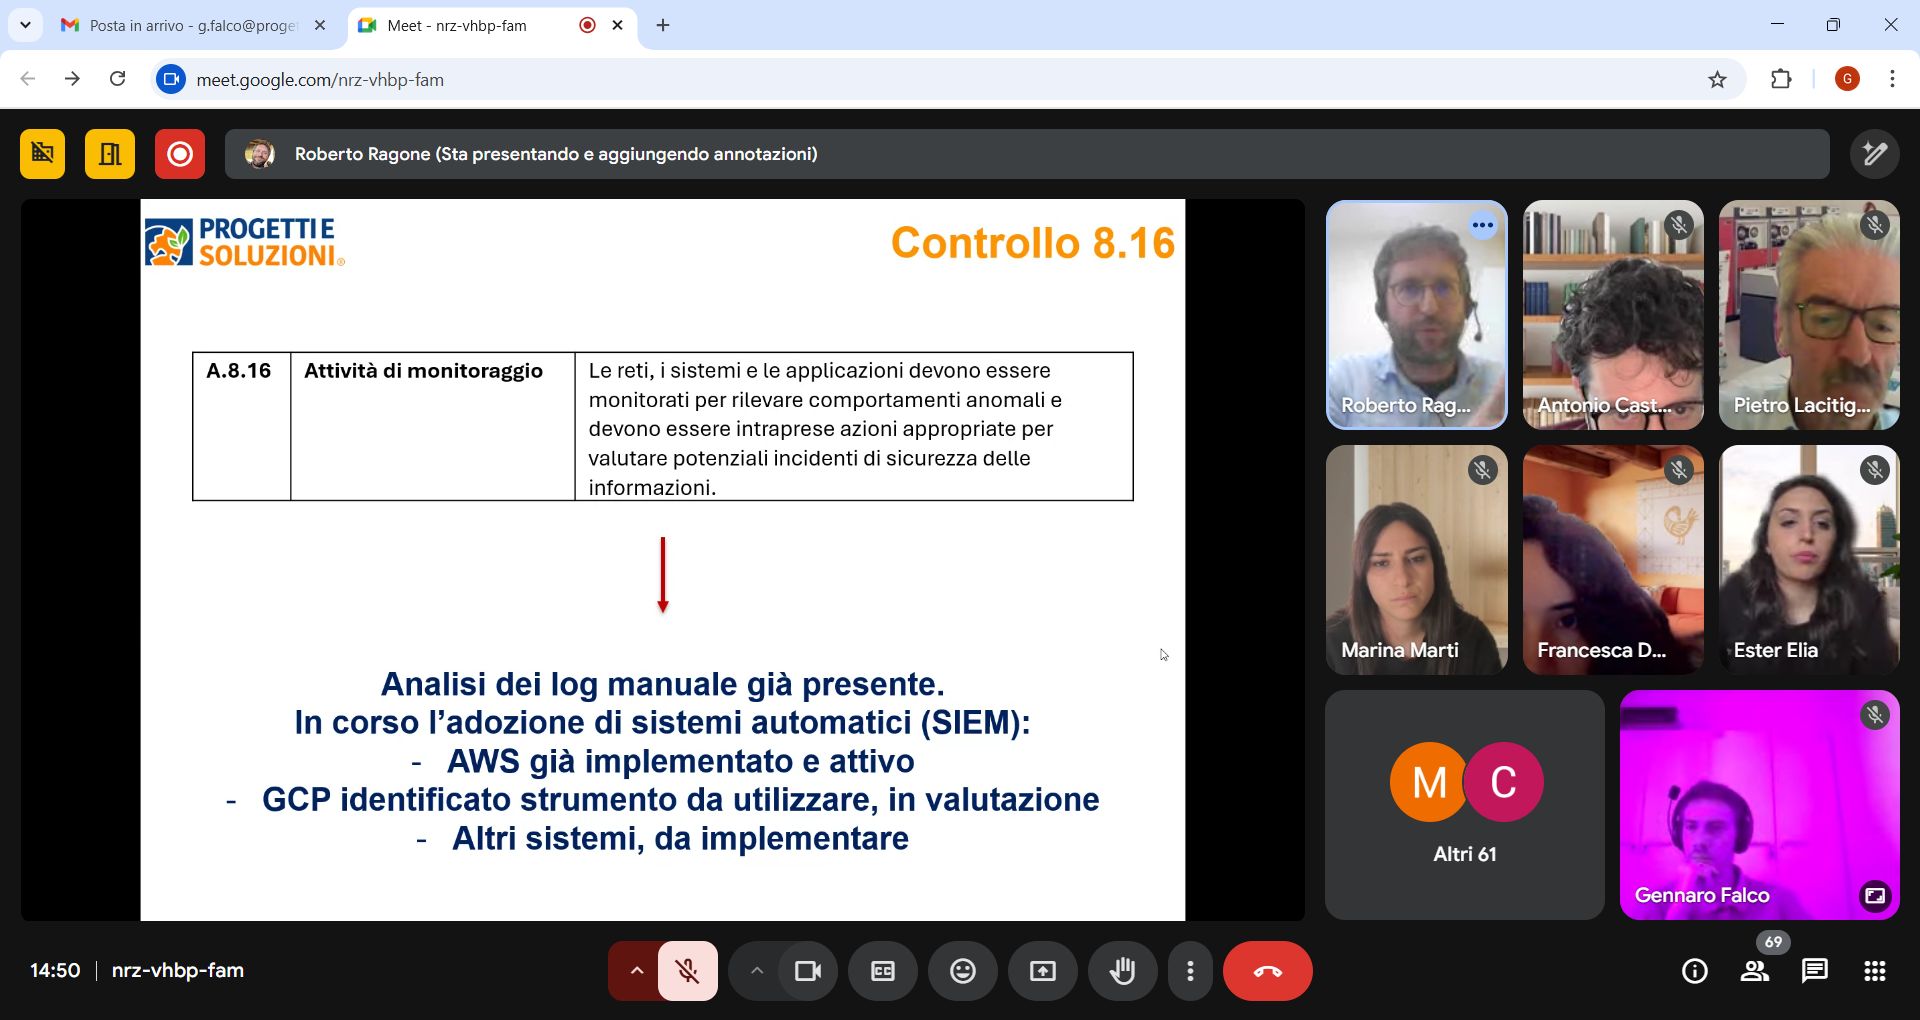 Posta in arrivo - g.falco@proget
Meet - nrz-vhbp-fam
meet.google.com/nrz-vhbp-fam
G
Roberto Ragone (Sta presentando e aggiungendo annotazioni)
PROGETTI E
SOLUZIONI®
Controllo 8.16
A.8.16
Attività di monitoraggio
Le reti, i sistemi e le applicazioni devono essere
monitorati per rilevare comportamenti anomali e
devono essere intraprese azioni appropriate per
valutare potenziali incidenti di sicurezza delle
informazioni.
Analisi dei log manuale già presente.
In corso l’adozione di sistemi automatici (SIEM):
- AWS già implementato e attivo
- GCP identificato strumento da utilizzare, in valutazione
- Altri sistemi, da implementare
Roberto Rag...
Antonio Cast...
Pietro Lacitig...
Marina Marti
Francesca D...
Ester Elia
M
C
Altri 61
Gennaro Falco
14:50
nrz-vhbp-fam
CC
69